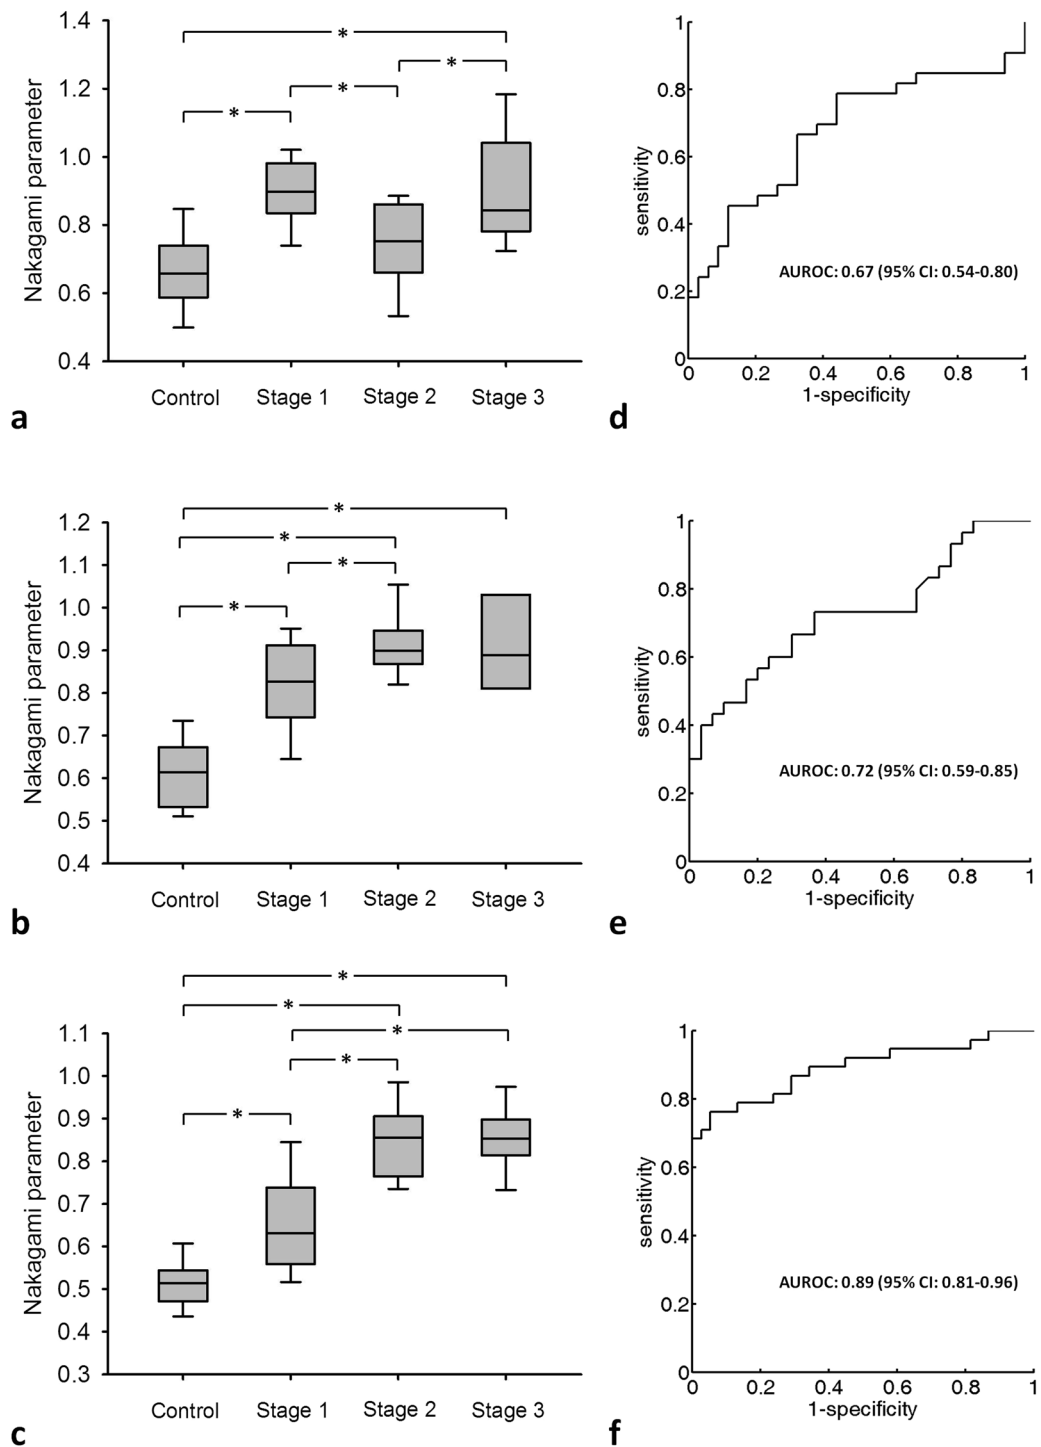 1.4
1.2
1.0
0.8
0.6
0.4
Nakagami parameter
*
*
*
*
Control Stage 1 Stage 2 Stage 3
a
1
0.8
0.6
0.4
0.2
0
sensitivity
AUROC: 0.67 (95% CI: 0.54-0.80)
0 0.2 0.4 0.6 0.8 1
1-specificity
d
1.2
1.1
1.0
0.9
0.8
0.7
0.6
0.5
0.4
Nakagami parameter
*
*
*
*
Control Stage 1 Stage 2 Stage 3
b
1
0.8
0.6
0.4
0.2
0
sensitivity
AUROC: 0.72 (95% CI: 0.59-0.85)
0 0.2 0.4 0.6 0.8 1
1-specificity
e
1.1
1.0
0.9
0.8
0.7
0.6
0.5
0.4
0.3
Nakagami parameter
*
*
*
*
*
Control Stage 1 Stage 2 Stage 3
c
1
0.8
0.6
0.4
0.2
0
sensitivity
AUROC: 0.89 (95% CI: 0.81-0.96)
0 0.2 0.4 0.6 0.8 1
1-specificity
f